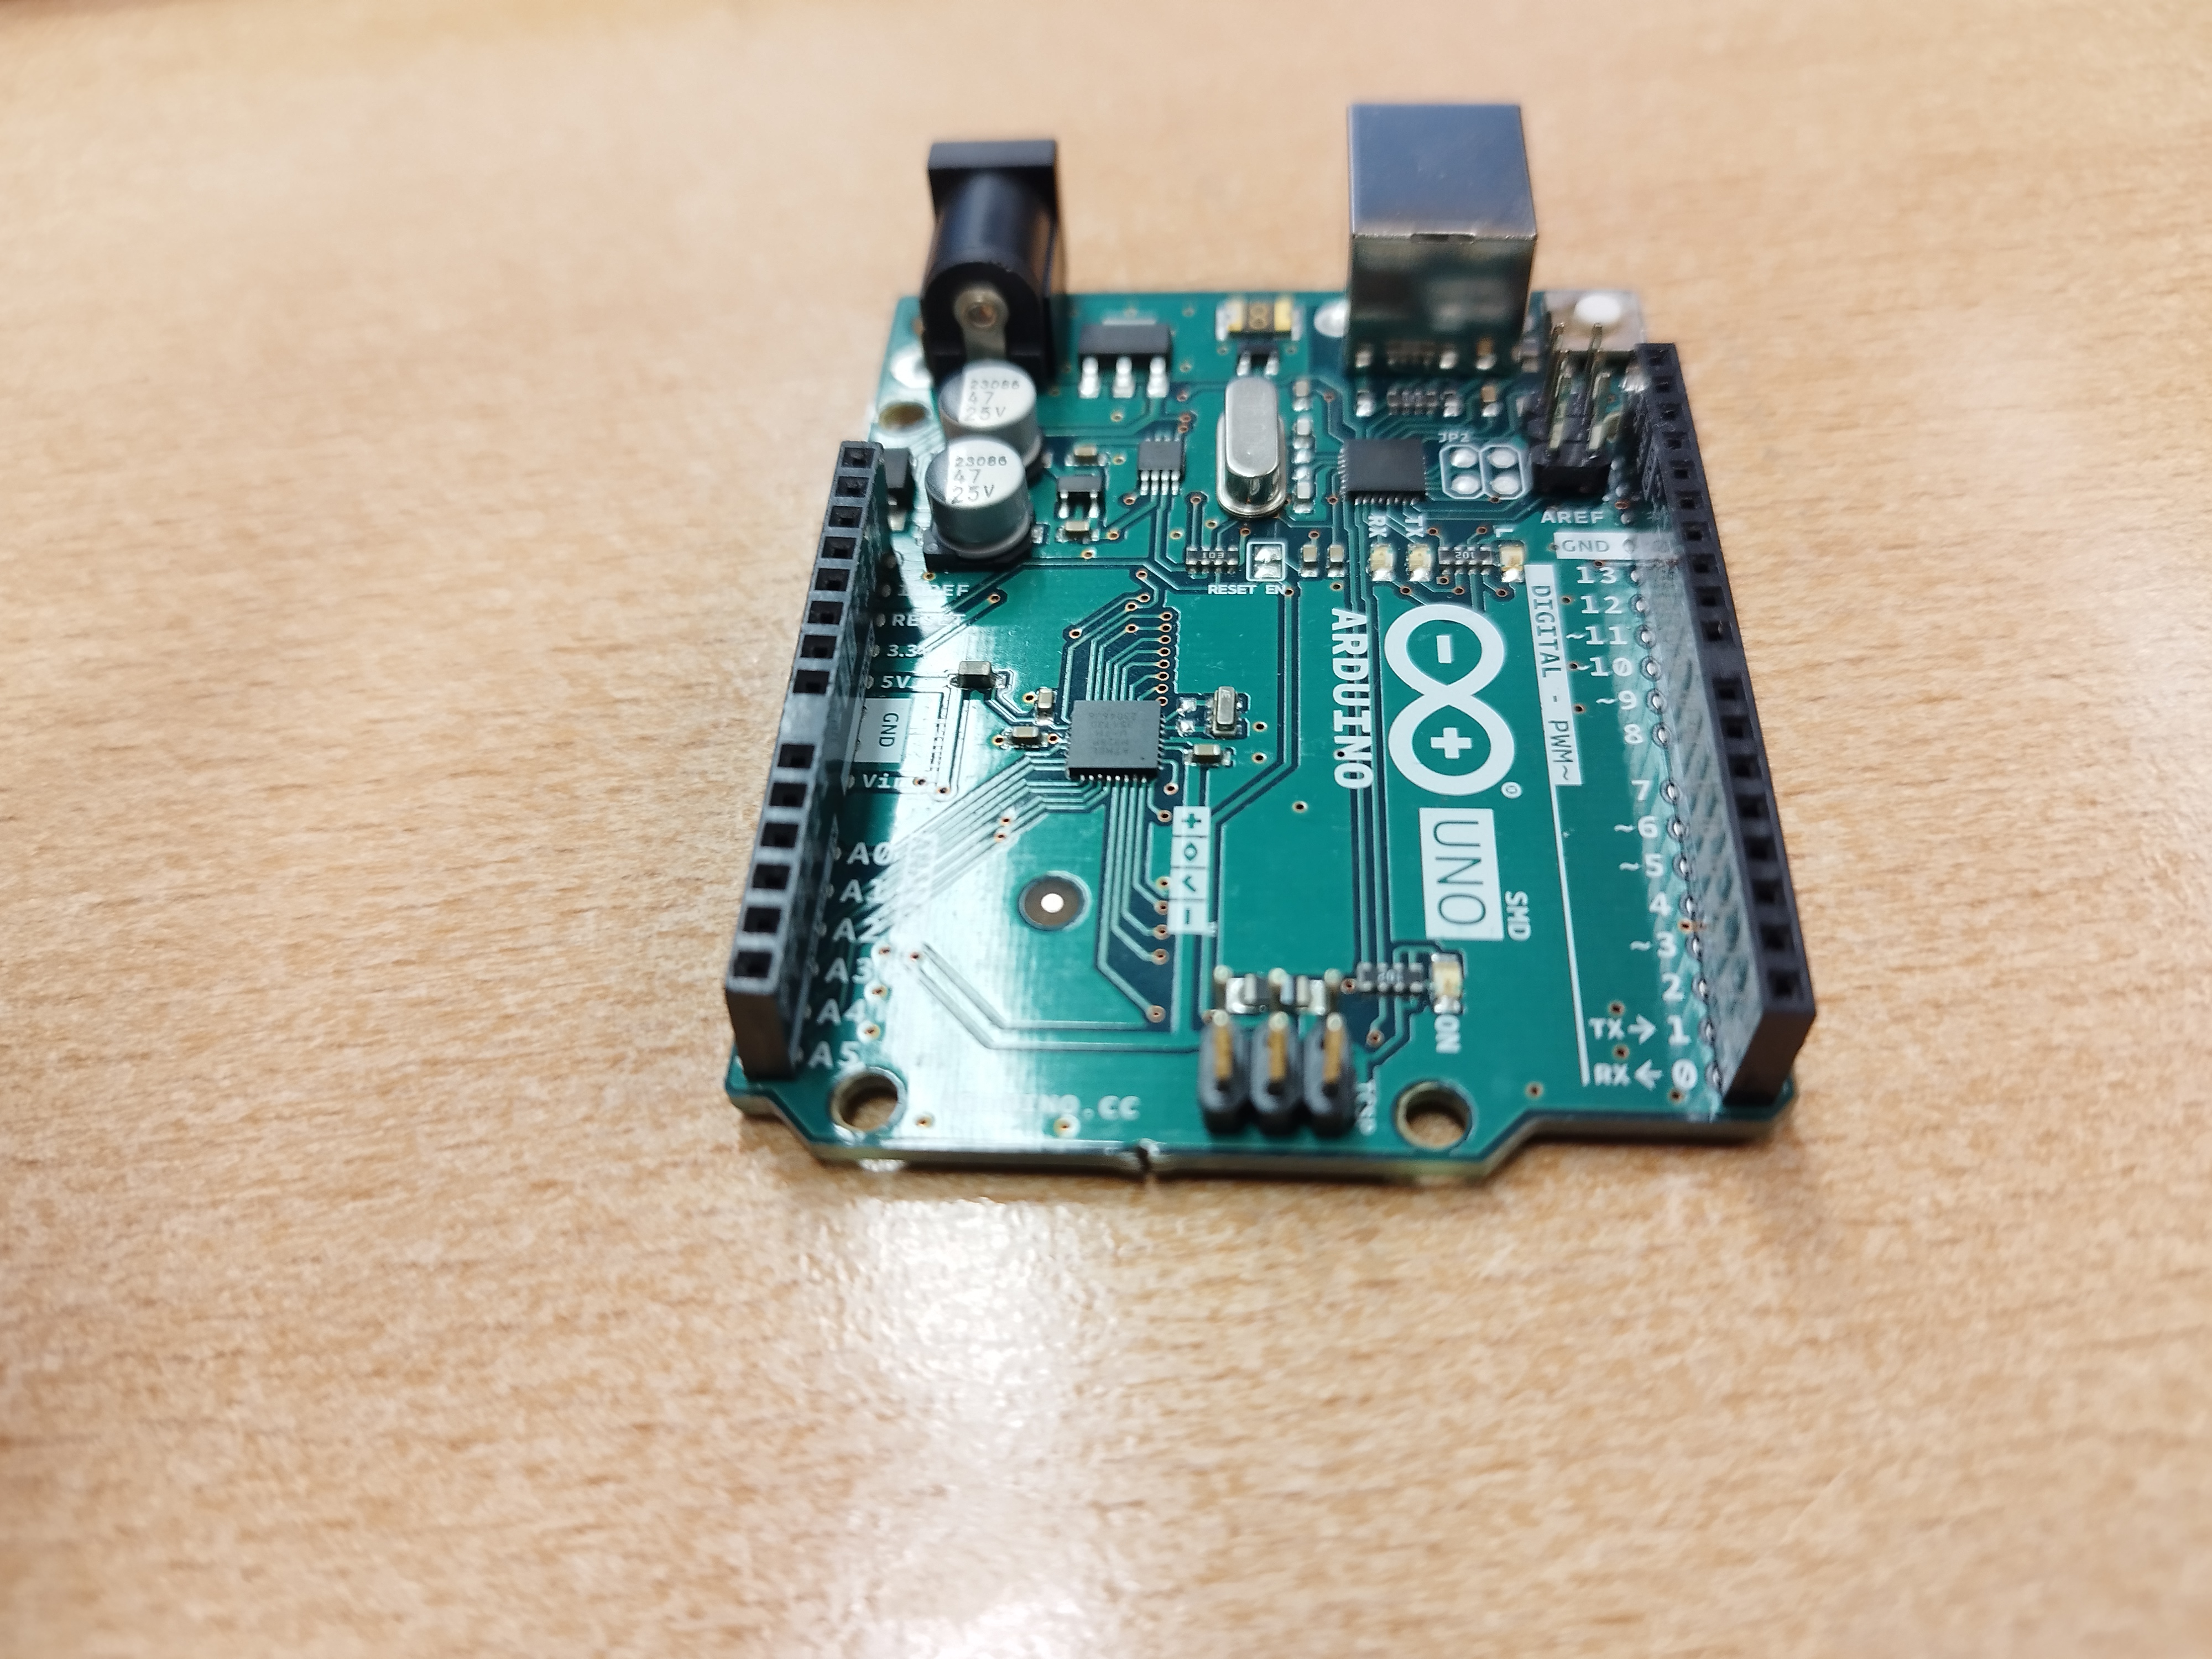 23086
47
25V
23086
47
25V
JP2
RX
TX
L
RESET EN
AREF
GND
13
12
~11
~10
~9
8
7
~6
~5
4
~3
2
TX→ 1
RX← 0
DIGITAL - PWM~
ARDUINO
UNO
SMD
ON
RESET
5V
GND
Vin
A0
A1
A2
A3
A4
A5